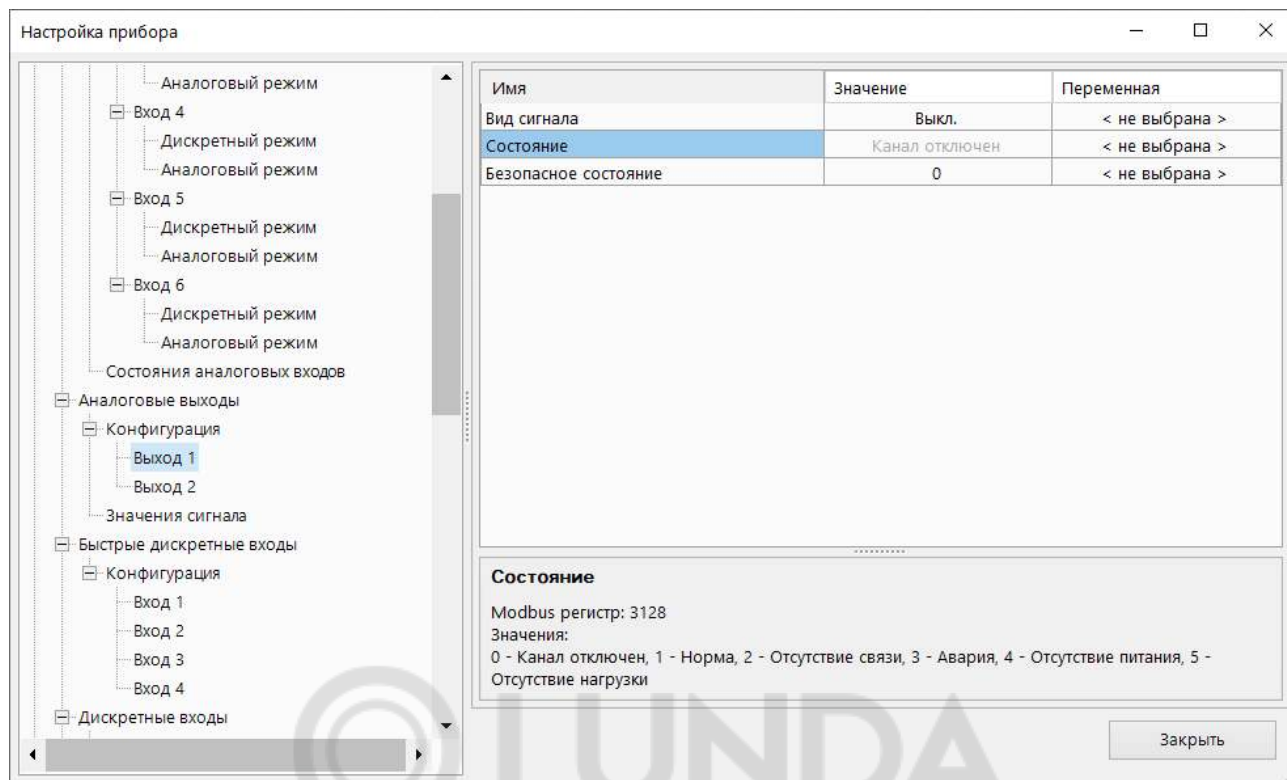 Настройка прибора
Аналоговый режим
Вход 4
Дискретный режим
Аналоговый режим
Вход 5
Дискретный режим
Аналоговый режим
Вход 6
Дискретный режим
Аналоговый режим
Состояния аналоговых входов
Аналоговые выходы
Конфигурация
Выход 1
Выход 2
Значения сигнала
Быстрые дискретные входы
Конфигурация
Вход 1
Вход 2
Вход 3
Вход 4
Дискретные входы
Имя Значение Переменная
Вид сигнала Выкл. < не выбрана >
Состояние Канал отключен < не выбрана >
Безопасное состояние 0 < не выбрана >
Состояние
Modbus регистр: 3128
Значения:
0 - Канал отключен, 1 - Норма, 2 - Отсутствие связи, 3 - Авария, 4 - Отсутствие питания, 5 -
Отсутствие нагрузки
Закрыть
LUNDA